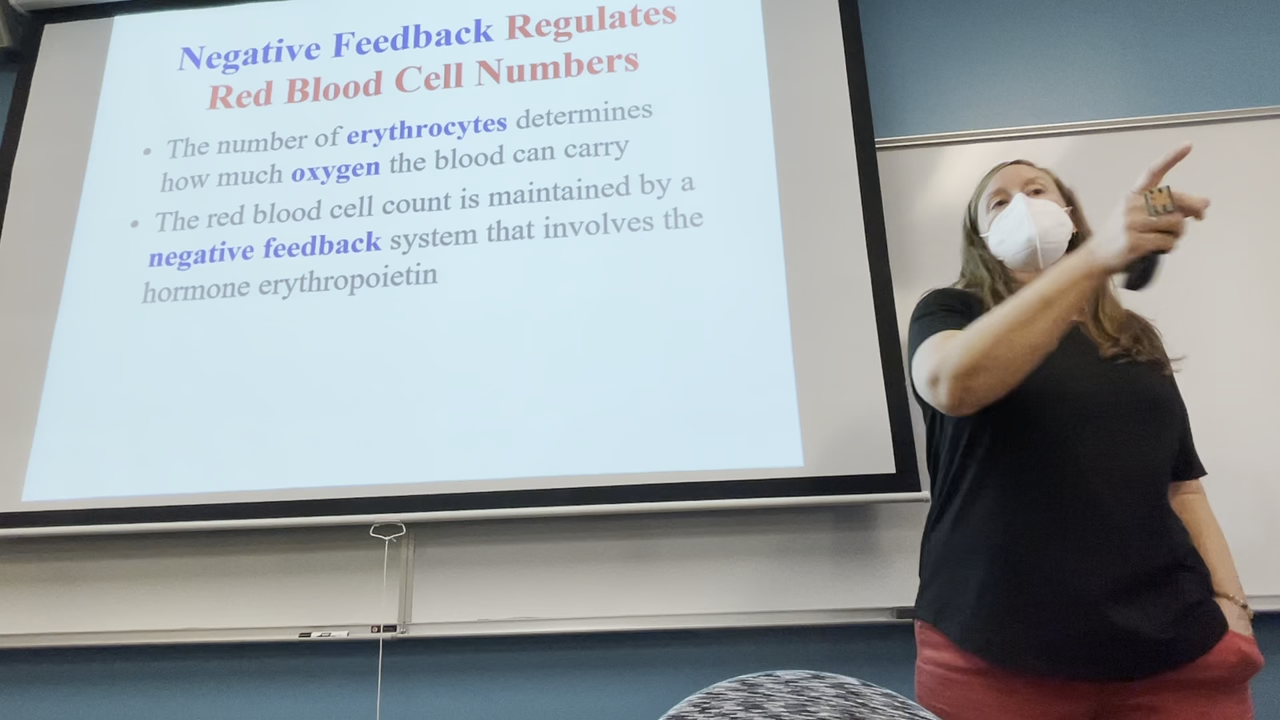 Negative Feedback Regulates
Red Blood Cell Numbers
• The number of erythrocytes determines
how much oxygen the blood can carry
• The red blood cell count is maintained by a
negative feedback system that involves the
hormone erythropoietin